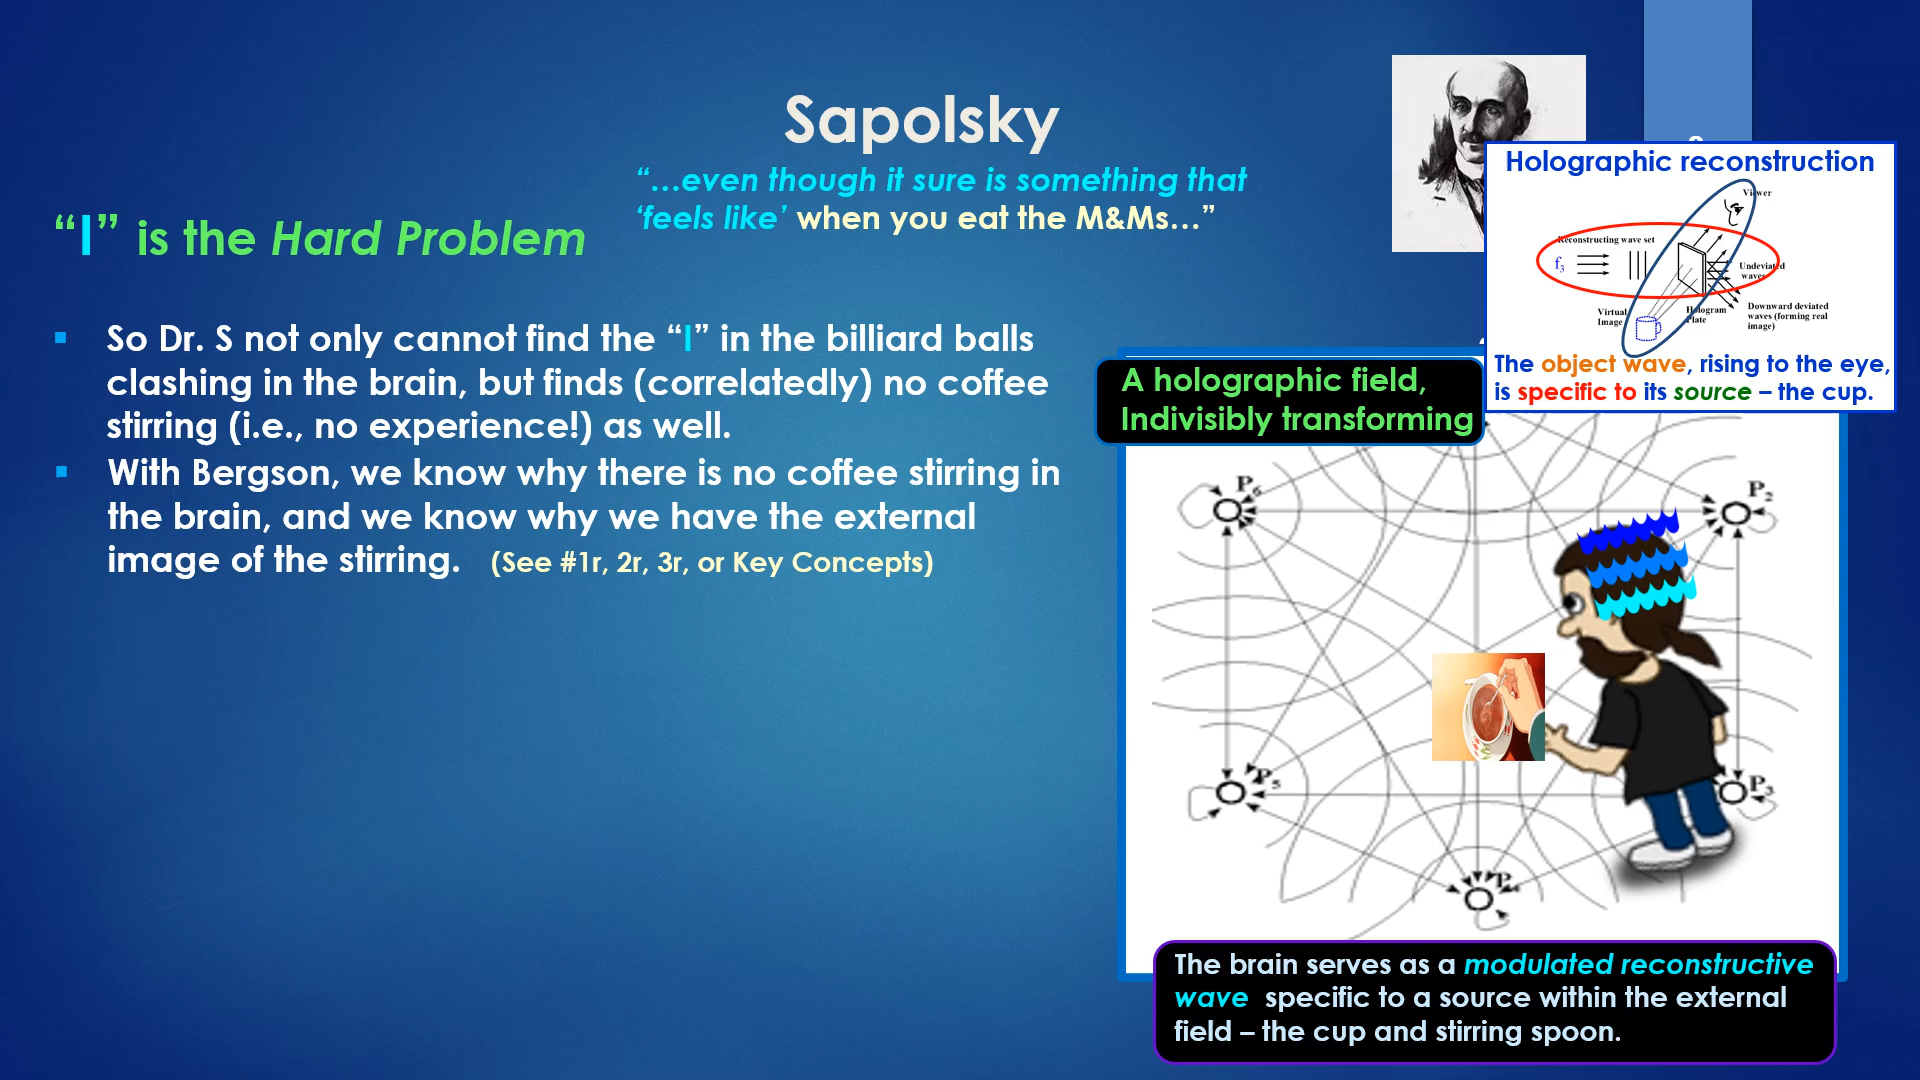 Sapolsky
“…even though it sure is something that
‘feels like’ when you eat the M&Ms…”
“I” is the Hard Problem
▪ So Dr. S not only cannot find the “I” in the billiard balls
clashing in the brain, but finds (correlatedly) no coffee
stirring (i.e., no experience!) as well.
▪ With Bergson, we know why there is no coffee stirring in
the brain, and we know why we have the external
image of the stirring. (See #1r, 2r, 3r, or Key Concepts)
Holographic reconstruction
Viewer
Reconstructing wave set
f3
Undeviated
waves
Virtual
Image
Hologram
Plate
Downward deviated
waves (forming real
image)
The object wave, rising to the eye,
is specific to its source – the cup.
A holographic field,
Indivisibly transforming
P6
P2
P5
P3
The brain serves as a modulated reconstructive
wave specific to a source within the external
field – the cup and stirring spoon.